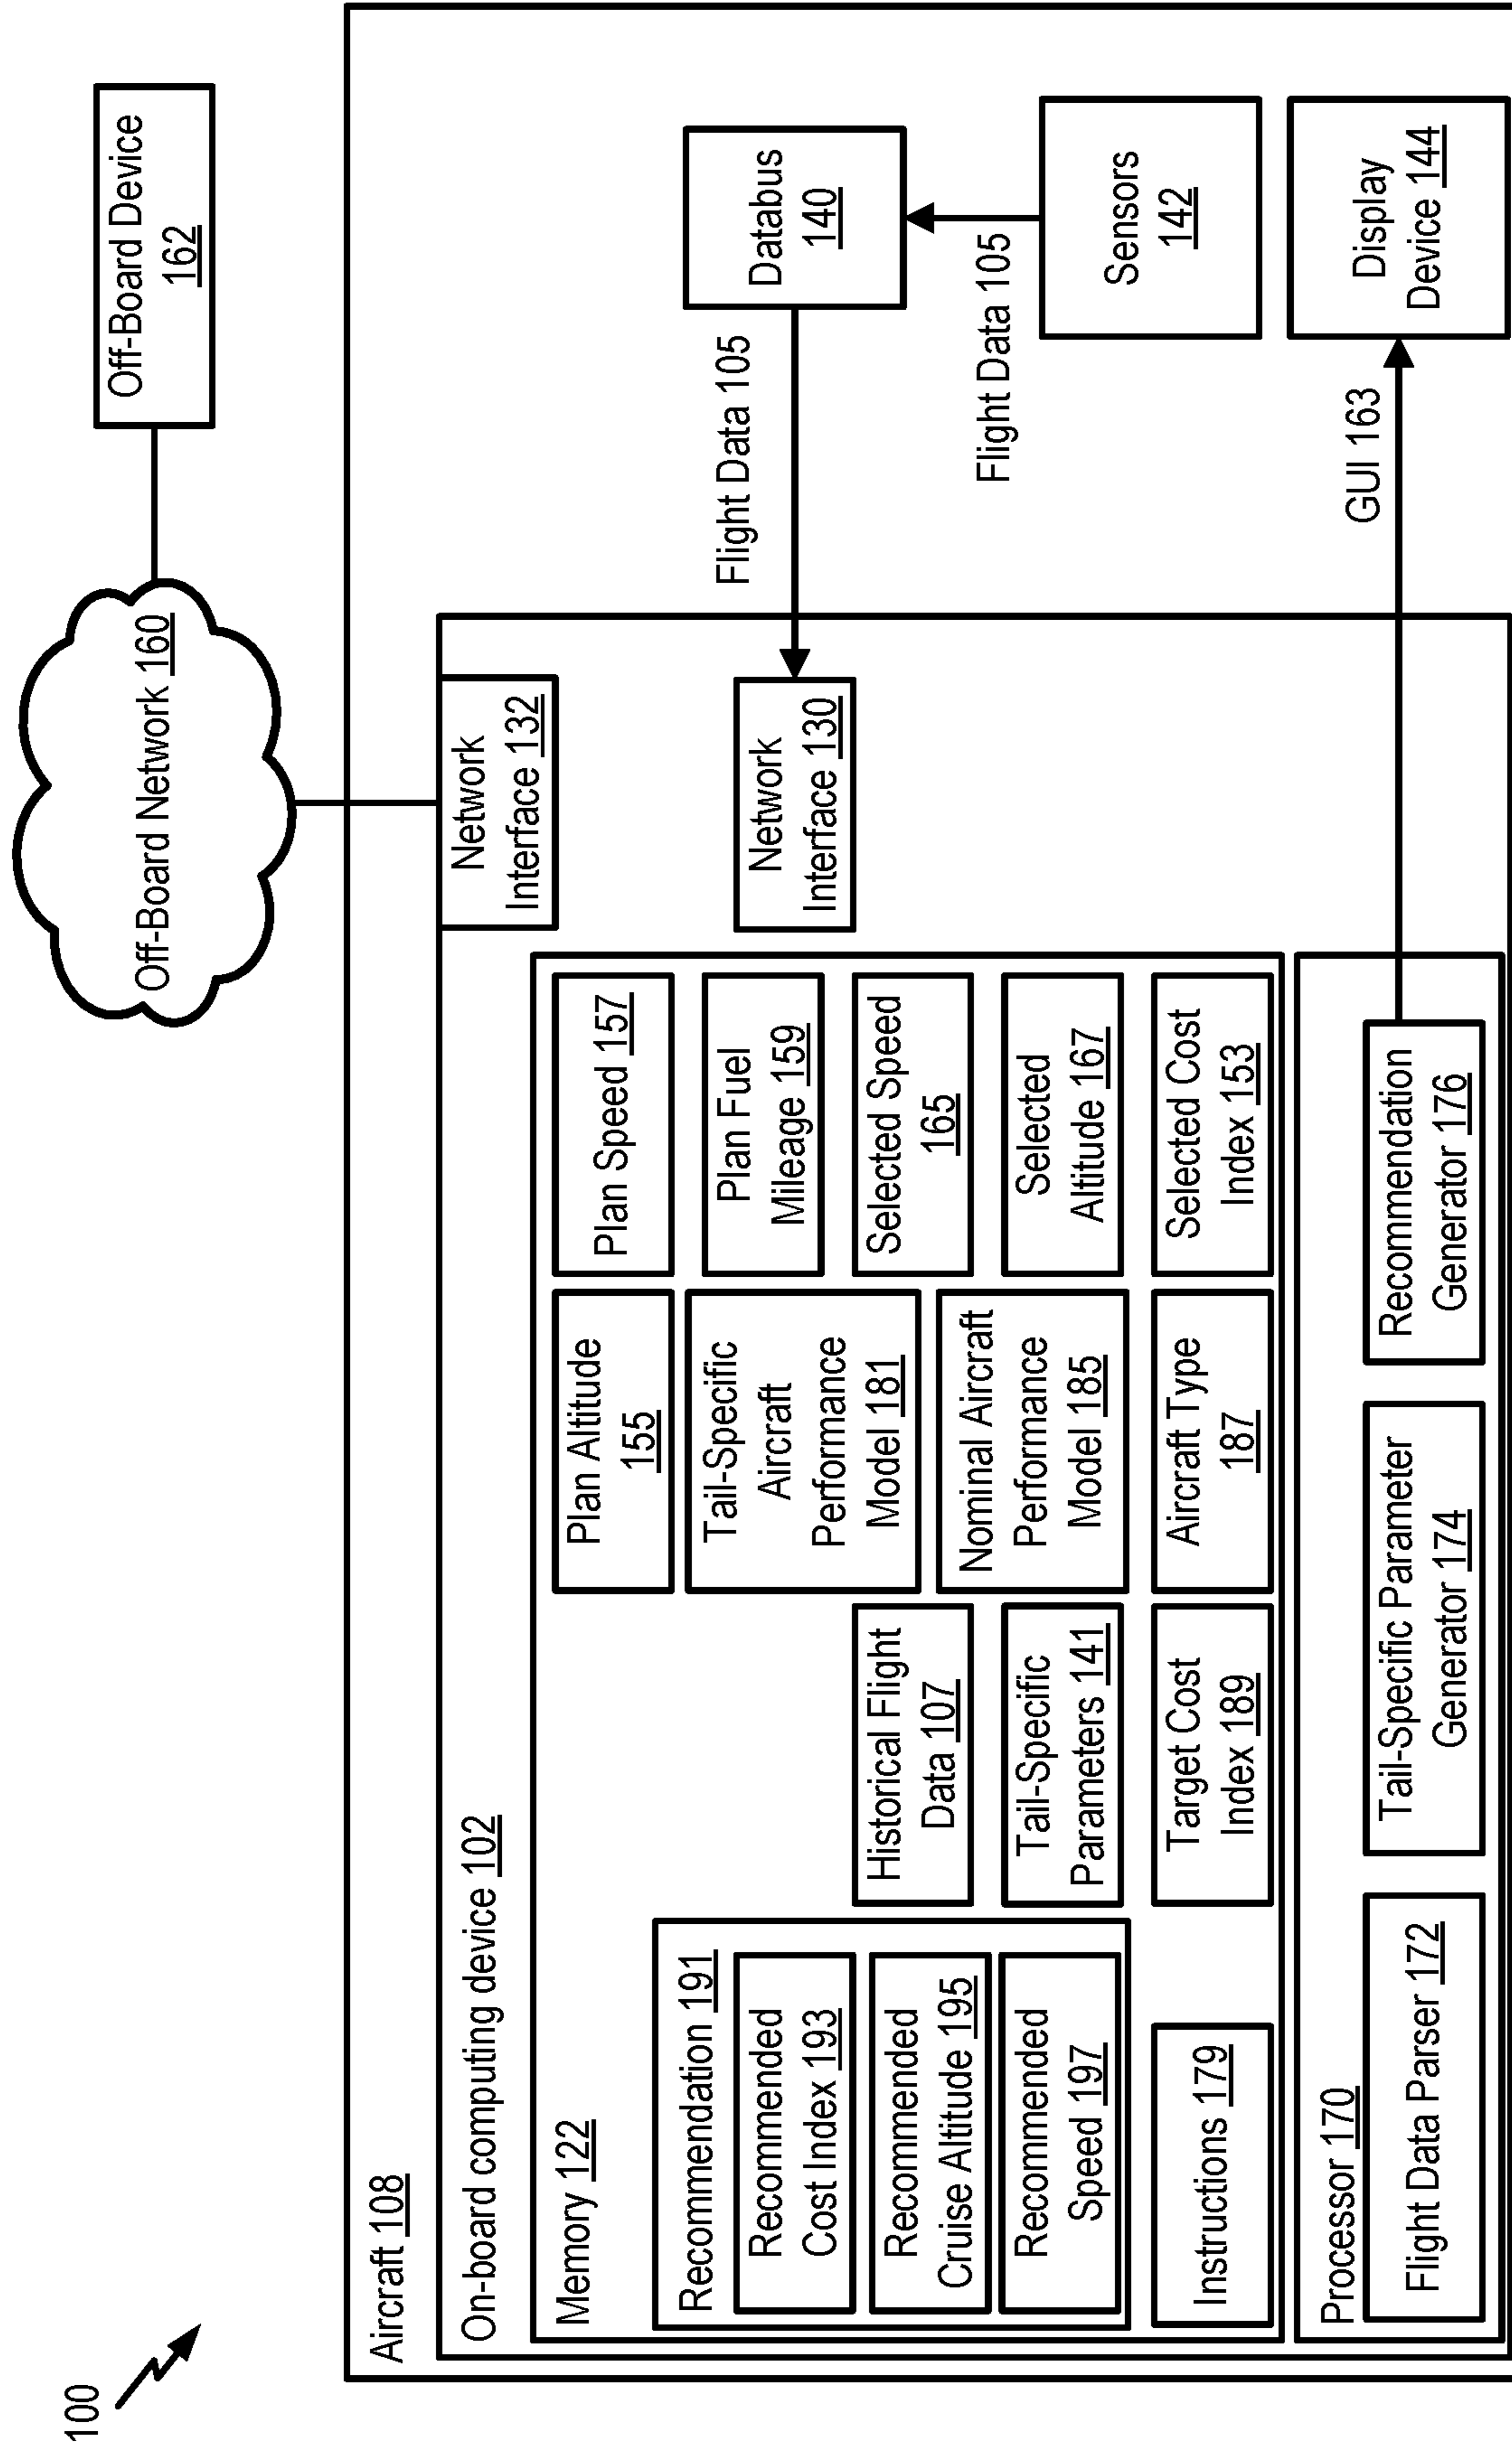 100
Off-Board Network 160
Off-Board Device
162
Aircraft 108
On-board computing device 102
Network
Interface 132
Memory 122
Recommendation 191
Recommended
Cost Index 193
Recommended
Cruise Altitude 195
Recommended
Speed 197
Instructions 179
Historical Flight
Data 107
Tail-Specific
Parameters 141
Target Cost
Index 189
Plan Altitude
155
Tail-Specific
Aircraft
Performance
Model 181
Nominal Aircraft
Performance
Model 185
Aircraft Type
187
Plan Speed 157
Plan Fuel
Mileage 159
Selected Speed
165
Selected
Altitude 167
Selected Cost
Index 153
Network
Interface 130
Flight Data 105
Databus
140
Flight Data 105
Sensors
142
Processor 170
Flight Data Parser 172
Tail-Specific Parameter
Generator 174
Recommendation
Generator 176
GUI 163
Display
Device 144